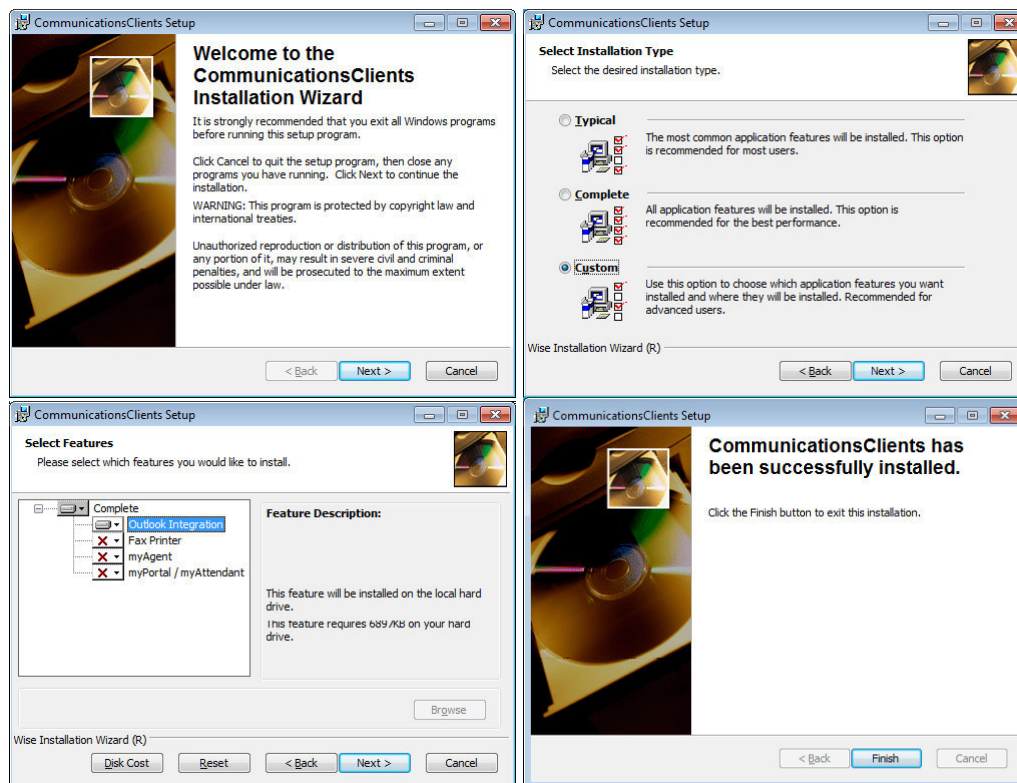 CommunicationsClients Setup
Welcome to the
CommunicationsClients
Installation Wizard
It is strongly recommended that you exit all Windows programs
before running this setup program.
Click Cancel to quit the setup program, then close any
programs you have running. Click Next to continue the
installation.
WARNING: This program is protected by copyright law and
international treaties.
Unauthorized reproduction or distribution of this program, or
any portion of it, may result in severe civil and criminal
penalties, and will be prosecuted to the maximum extent
possible under law.
< Back Next > Cancel
CommunicationsClients Setup
Select Installation Type
Select the desired installation type.
Typical
The most common application features will be installed. This option
is recommended for most users.
Complete
All application features will be installed. This option is
recommended for the best performance.
Custom
Use this option to choose which application features you want
installed and where they will be installed. Recommended for
advanced users.
Wise Installation Wizard (R)
< Back Next > Cancel
CommunicationsClients Setup
Select Features
Please select which features you would like to install.
Complete
Outlook Integration
Fax Printer
myAgent
myPortal / myAttendant
Feature Description:
This feature will be installed on the local hard
drive.
This feature requires 6897KB on your hard
drive.
Browse
Wise Installation Wizard (R)
Disk Cost Reset < Back Next > Cancel
CommunicationsClients Setup
CommunicationsClients has
been successfully installed.
Click the Finish button to exit this installation.
< Back Finish Cancel